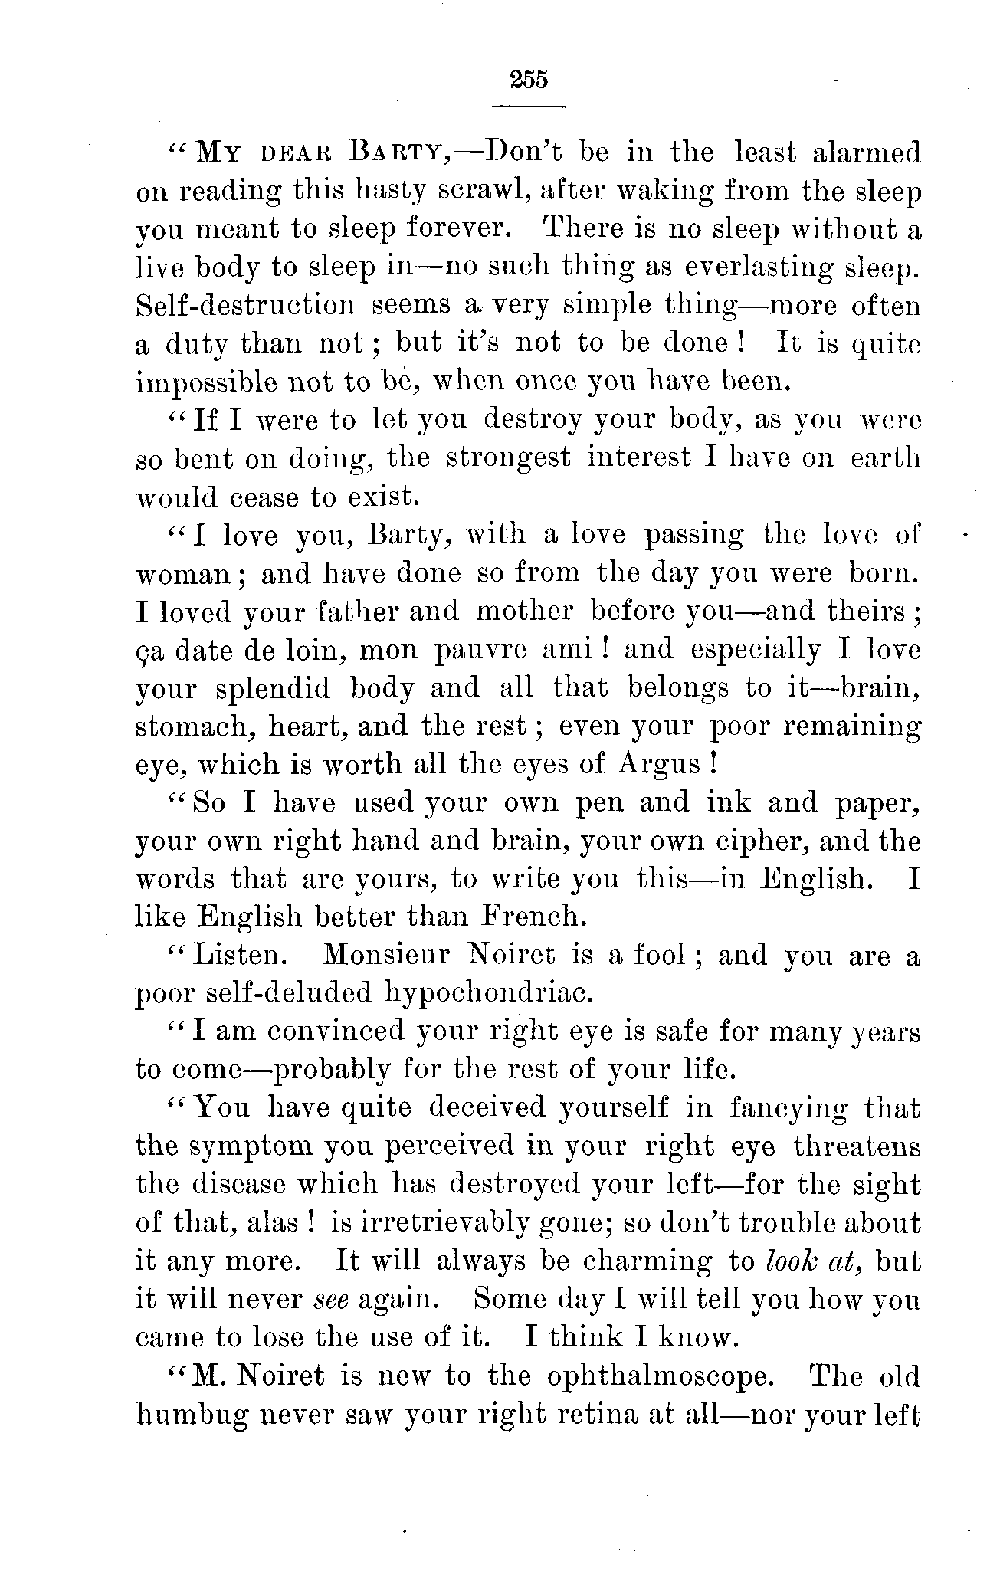 255
“ MY DEAR BARTY,—Don't be in the least alarmed
on reading this hasty scrawl, after waking from the sleep
you meant to sleep forever. There is no sleep without a
live body to sleep in—no such thing as everlasting sleep.
Self-destruction seems a very simple thing—more often
a duty than not ; but it's not to be done ! It is quite
impossible not to be, when once you have been.
“ If I were to let you destroy your body, as you were
so bent on doing, the strongest interest I have on earth
would cease to exist.
“ I love you, Barty, with a love passing the love of
woman ; and have done so from the day you were born.
I loved your father and mother before you—and theirs ;
ça date de loin, mon pauvre ami ! and especially I love
your splendid body and all that belongs to it—brain,
stomach, heart, and the rest ; even your poor remaining
eye, which is worth all the eyes of Argus !
“ So I have used your own pen and ink and paper,
your own right hand and brain, your own cipher, and the
words that are yours, to write you this—in English. I
like English better than French.
“ Listen. Monsieur Noiret is a fool ; and you are a
poor self-deluded hypochondriac.
“ I am convinced your right eye is safe for many years
to come—probably for the rest of your life.
“ You have quite deceived yourself in fancying that
the symptom you perceived in your right eye threatens
the disease which has destroyed your left—for the sight
of that, alas ! is irretrievably gone; so don't trouble about
it any more. It will always be charming to look at, but
it will never see again. Some day I will tell you how you
came to lose the use of it. I think I know.
“ M. Noiret is new to the ophthalmoscope. The old
humbug never saw your right retina at all—nor your left